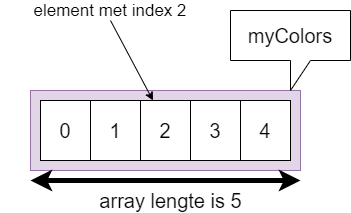 element met index 2
myColors
0 1 2 3 4
array lengte is 5